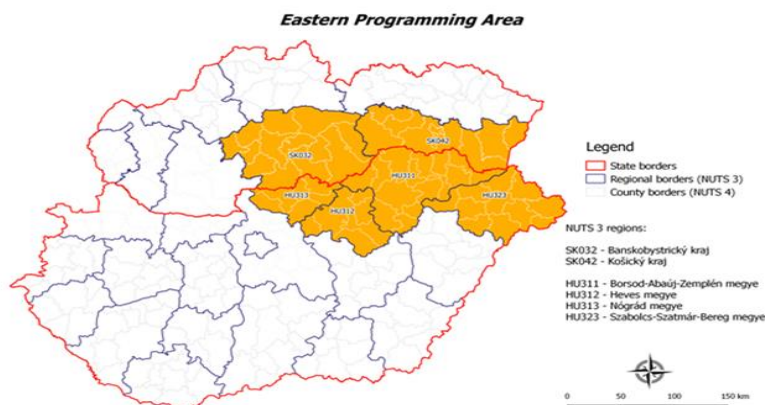 Eastern Programming Area
SK032
SK042
HU311
HU313
HU312
HU323
Legend
State borders
Regional borders (NUTS 3)
County borders (NUTS 4)
NUTS 3 regions:
SK032 - Banskobystrický kraj
SK042 - Košický kraj
HU311 - Borsod-Abaúj-Zemplén megye
HU312 - Heves megye
HU313 - Nógrád megye
HU323 - Szabolcs-Szatmár-Bereg megye
0 50 100 150 km